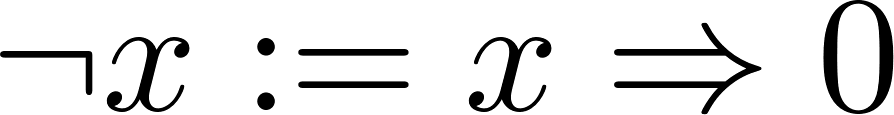 ¬x := x ⇒ 0